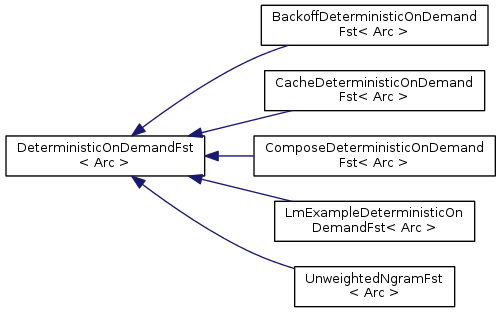 BackoffDeterministicOnDemand
Fst< Arc >
CacheDeterministicOnDemand
Fst< Arc >
DeterministicOnDemandFst
< Arc >
ComposeDeterministicOnDemand
Fst< Arc >
LmExampleDeterministicOn
DemandFst< Arc >
UnweightedNgramFst
< Arc >